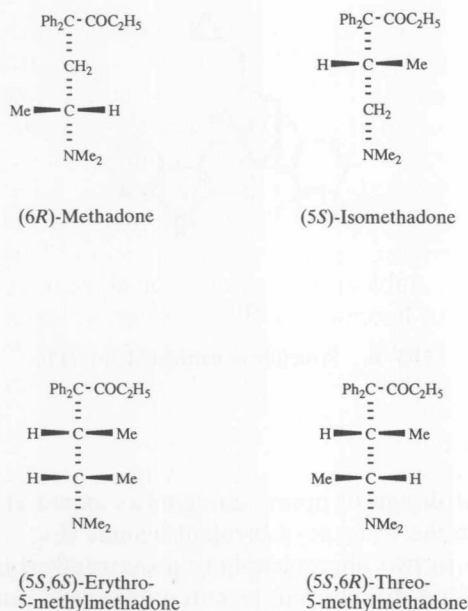 Ph₂C-COC₂H₅
CH₂
Me C H
NMe₂
(6R)-Methadone
Ph₂C-COC₂H₅
H C Me
CH₂
NMe₂
(5S)-Isomethadone
Ph₂C-COC₂H₅
H C Me
H C Me
NMe₂
(5S,6S)-Erythro-
5-methylmethadone
Ph₂C-COC₂H₅
H C Me
Me C H
NMe₂
(5S,6R)-Threo-
5-methylmethadone